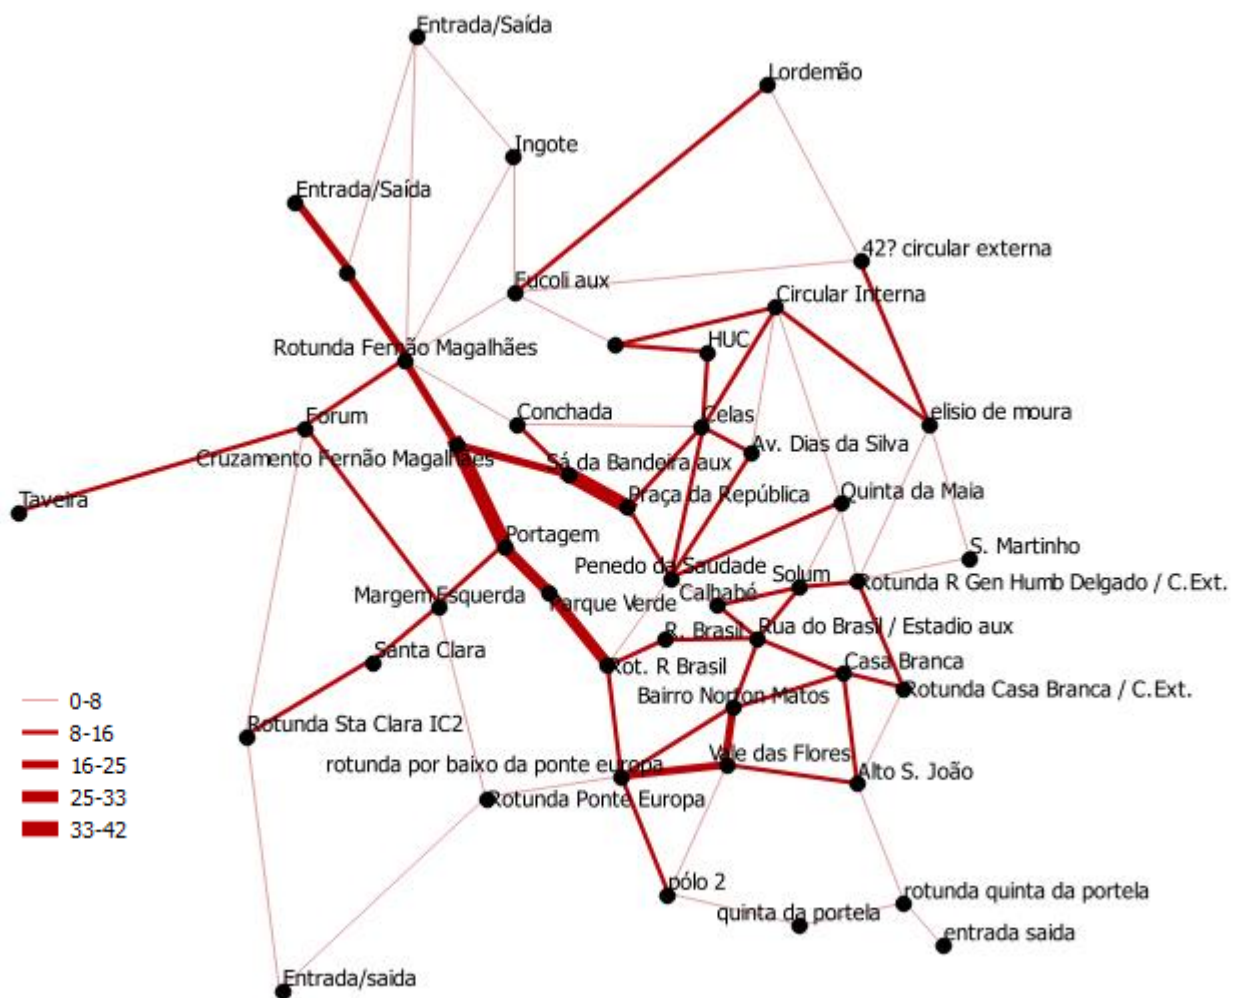 Entrada/Saída
Lordemão
Ingote
Entrada/Saída
42? circular externa
Eucoli aux
Circular Interna
HUC
Rotunda Fernão Magalhães
Forum
Conchada
Celas
elisio de moura
Cruzamento Fernão Magalhães
Sá da Bandeira aux
Av. Dias da Silva
Taveira
Praça da República
Quinta da Maia
Portagem
S. Martinho
Penedo da Saudade
Solum
Rotunda R Gen Humb Delgado / C.Ext.
Margem Esquerda
Parque Verde
Calhabé
R. Brasil
Rua do Brasil / Estadio aux
Santa Clara
Rot. R Brasil
Casa Branca
Bairro Norton Matos
Rotunda Casa Branca / C.Ext.
0-8
8-16
16-25
25-33
33-42
Rotunda Sta Clara IC2
rotunda por baixo da ponte europa
Vale das Flores
Alto S. João
Rotunda Ponte Europa
pólo 2
quinta da portela
rotunda quinta da portela
entrada saida
Entrada/saida